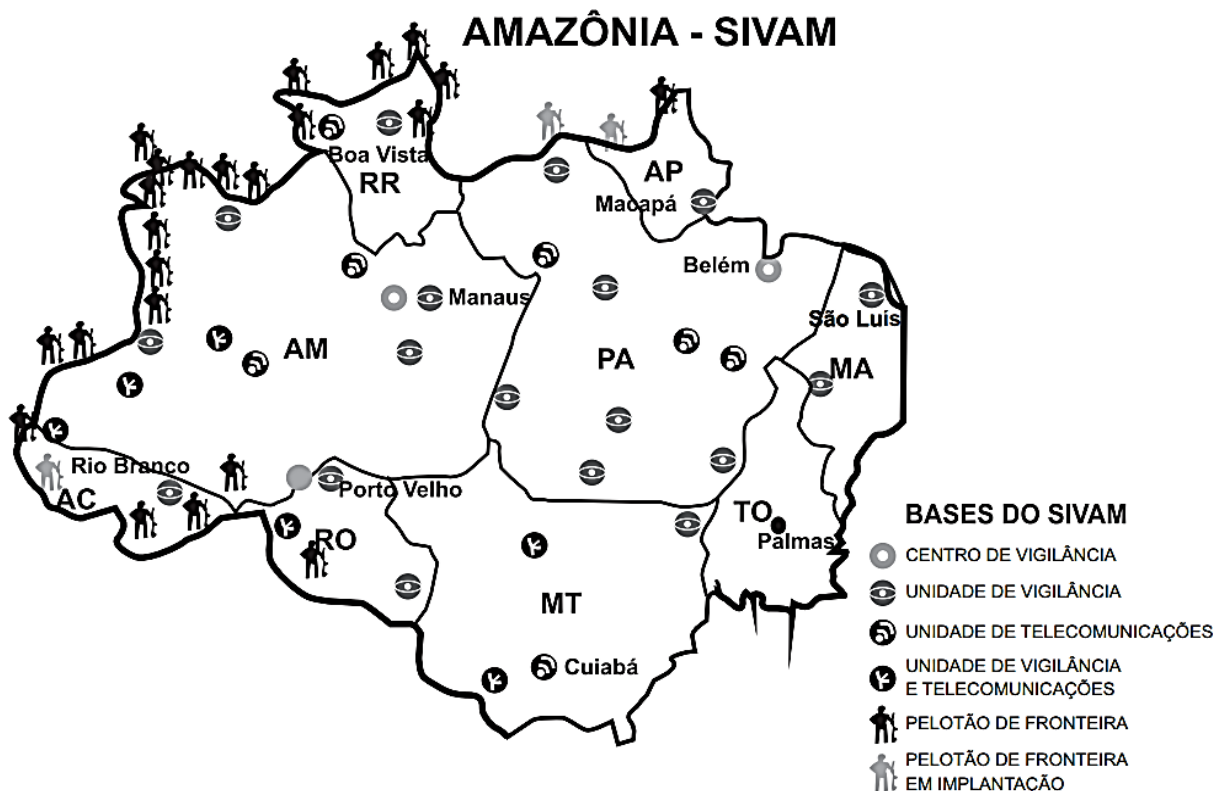 AMAZÔNIA - SIVAM
Boa Vista
RR
AP
Macapá
Belém
Manaus
São Luís
AM
PA
MA
Rio Branco
AC
Porto Velho
RO
TO
Palmas
MT
Cuiabá
BASES DO SIVAM
CENTRO DE VIGILÂNCIA
UNIDADE DE VIGILÂNCIA
UNIDADE DE TELECOMUNICAÇÕES
UNIDADE DE VIGILÂNCIA
E TELECOMUNICAÇÕES
PELOTÃO DE FRONTEIRA
PELOTÃO DE FRONTEIRA
EM IMPLANTAÇÃO